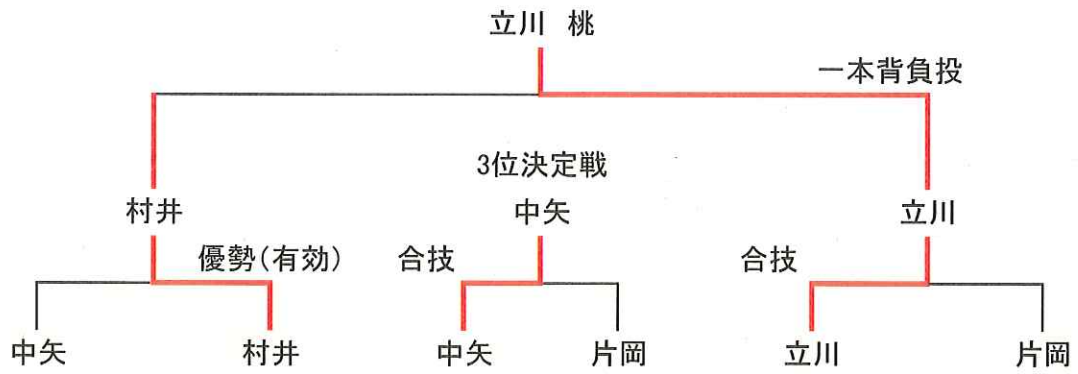 立川 桃
一本背負投
3位決定戦
村井 中矢 立川
優勢(有効) 合技 合技
中矢 村井 中矢 片岡 立川 片岡